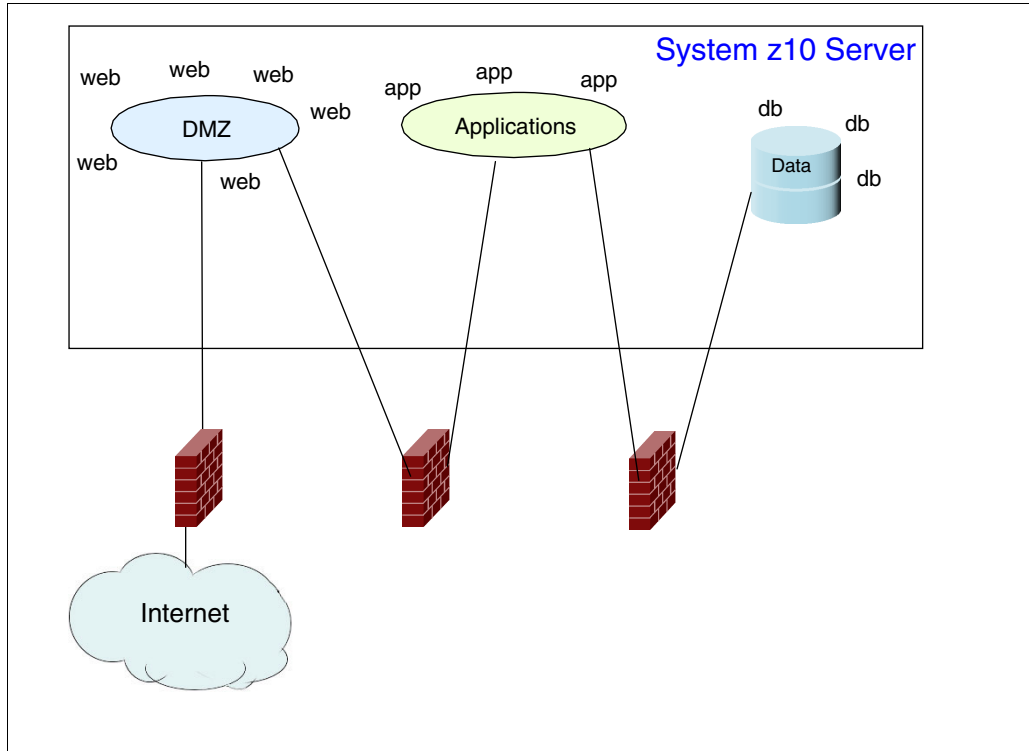 System z10 Server
web
web
web
web
web
web
DMZ
app
app
app
Applications
db
db
db
Data
Internet